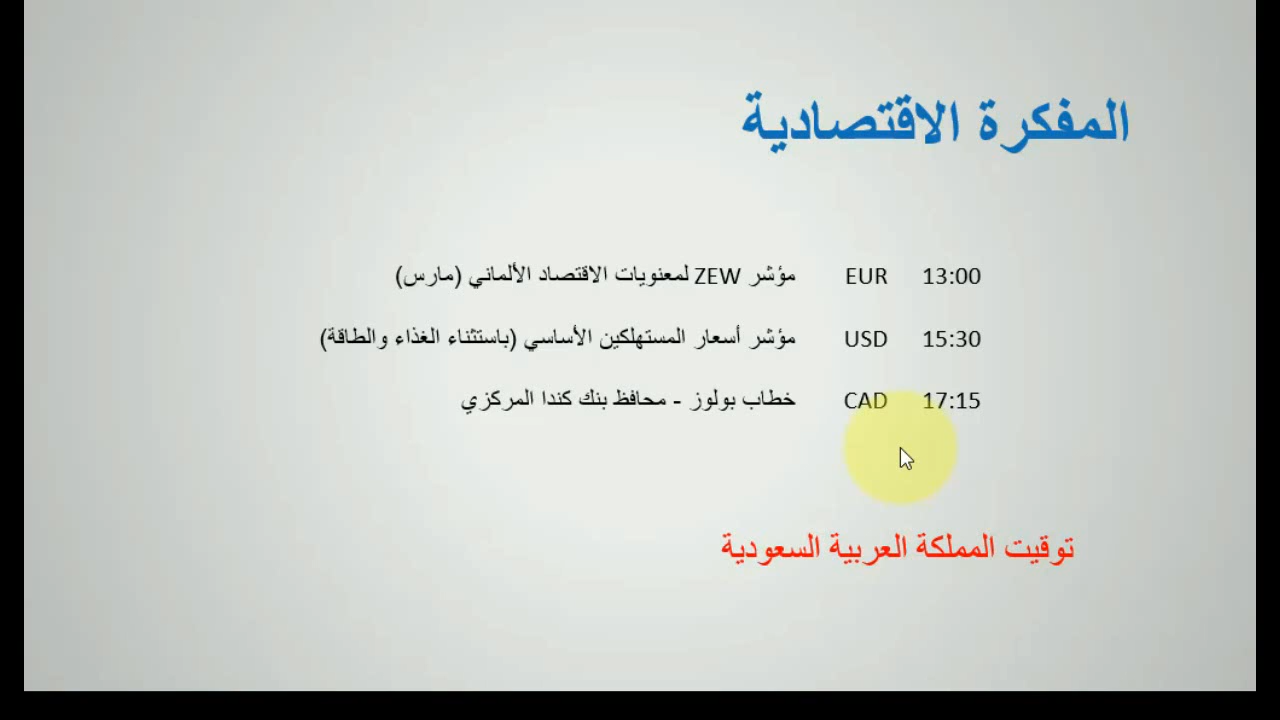 المفكرة الاقتصادية
13:00 EUR مؤشر ZEW لمعنويات الاقتصاد الألماني (مارس)
15:30 USD مؤشر أسعار المستهلكين الأساسي (باستثناء الغذاء والطاقة)
17:15 CAD خطاب بولوز - محافظ بنك كندا المركزي
توقيت المملكة العربية السعودية